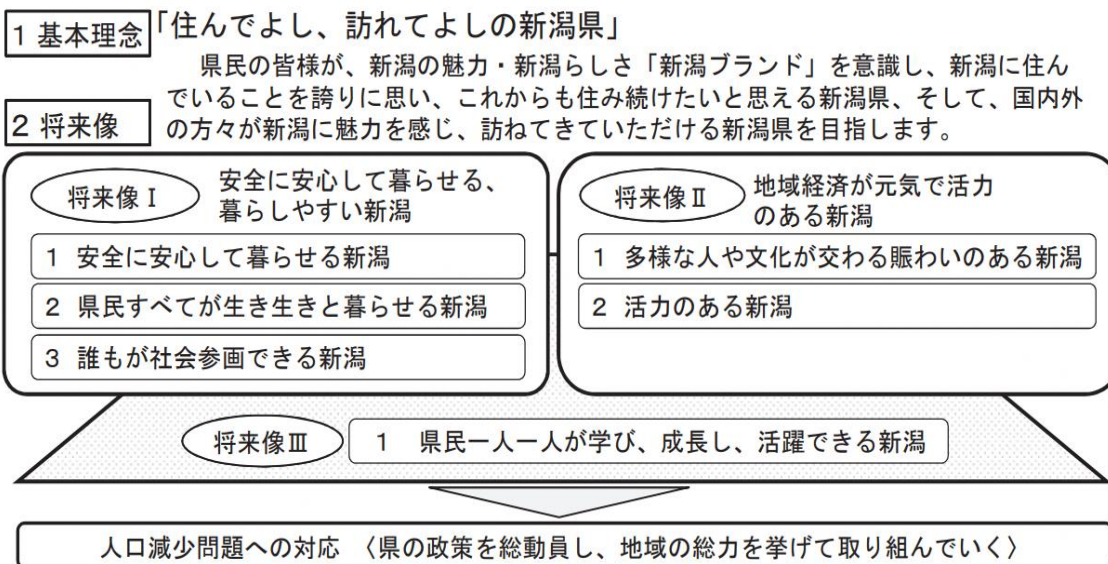 1 基本理念
「住んでよし、訪れてよしの新潟県」
県民の皆様が、新潟の魅力・新潟らしさ「新潟ブランド」を意識し、新潟に住ん
でいることを誇りに思い、これからも住み続けたいと思える新潟県、そして、国内外
の方々が新潟に魅力を感じ、訪ねてきていただける新潟県を目指します。
2 将来像
将来像Ⅰ
安全に安心して暮らせる、
暮らしやすい新潟
1 安全に安心して暮らせる新潟
2 県民すべてが生き生きと暮らせる新潟
3 誰もが社会参画できる新潟
将来像Ⅱ
地域経済が元気で活力
のある新潟
1 多様な人や文化が交わる賑わいのある新潟
2 活力のある新潟
将来像Ⅲ
1 県民一人一人が学び、成長し、活躍できる新潟
人口減少問題への対応 〈県の政策を総動員し、地域の総力を挙げて取り組んでいく〉